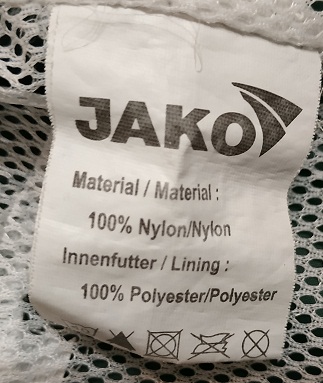 JAKO
Material / Material :
100% Nylon/Nylon
Innenfutter / Lining :
100% Polyester/Polyester